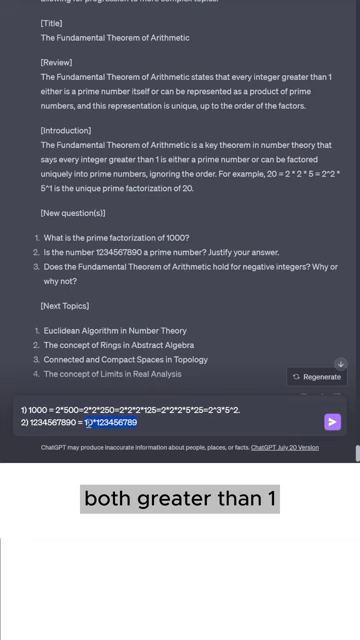 allowing for progression to more complex topics.
[Title]
The Fundamental Theorem of Arithmetic
[Review]
The Fundamental Theorem of Arithmetic states that every integer greater than 1
either is a prime number itself or can be represented as a product of prime
numbers, and this representation is unique, up to the order of the factors.
[Introduction]
The Fundamental Theorem of Arithmetic is a key theorem in number theory that
says every integer greater than 1 is either a prime number or can be factored
uniquely into prime numbers, ignoring the order. For example, 20 = 2 * 2 * 5 = 2^2 *
5^1 is the unique prime factorization of 20.
[New question(s)]
1. What is the prime factorization of 1000?
2. Is the number 1234567890 a prime number? Justify your answer.
3. Does the Fundamental Theorem of Arithmetic hold for negative integers? Why or
why not?
[Next Topics]
1. Euclidean Algorithm in Number Theory
2. The concept of Rings in Abstract Algebra
3. Connected and Compact Spaces in Topology
4. The concept of Limits in Real Analysis
Regenerate
1) 1000 = 2*500=2*2*250=2*2*2*125=2*2*2*5*25=2^3*5^2.
2) 1234567890 = 10*123456789
ChatGPT may produce inaccurate information about people, places, or facts. ChatGPT July 20 Version
both greater than 1